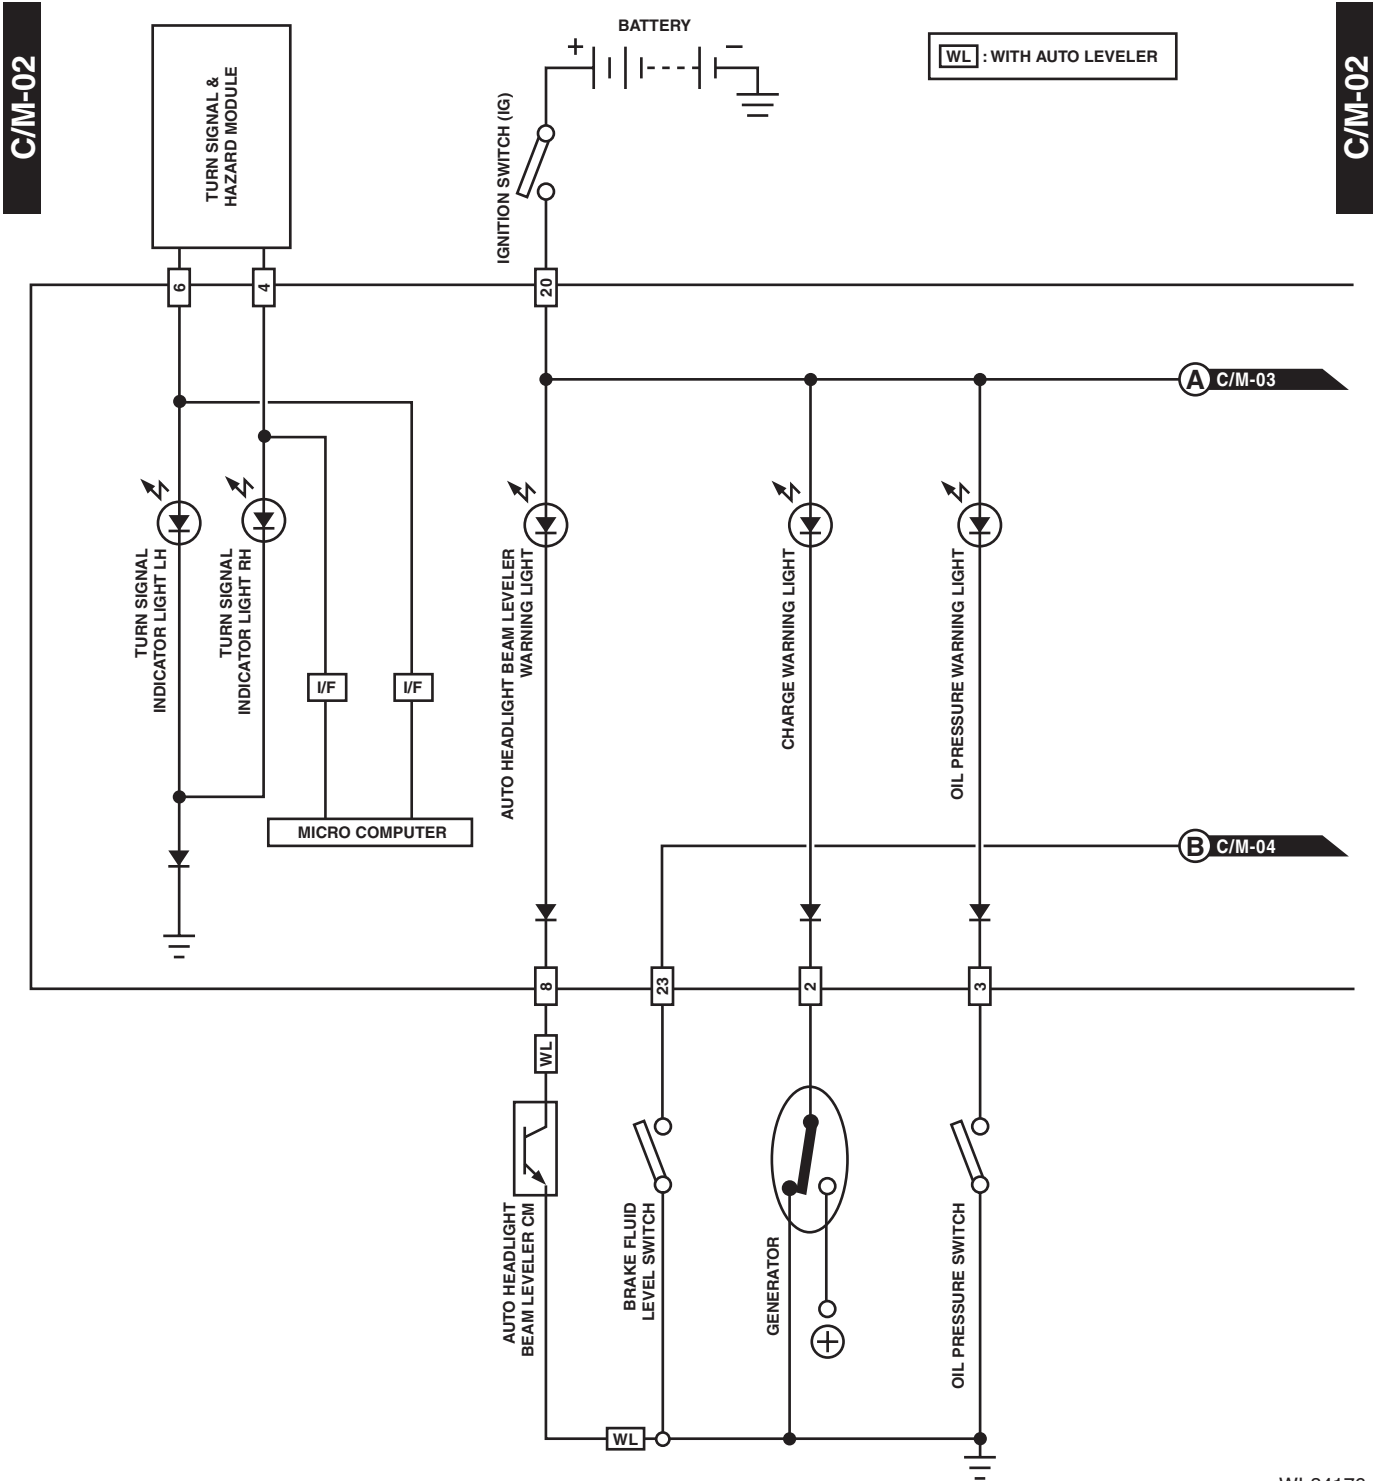 C/M-02
C/M-02
BATTERY
+
−
WL : WITH AUTO LEVELER
TURN SIGNAL &
HAZARD MODULE
IGNITION SWITCH (IG)
6
4
20
A C/M-03
TURN SIGNAL
INDICATOR LIGHT LH
TURN SIGNAL
INDICATOR LIGHT RH
AUTO HEADLIGHT BEAM LEVELER
WARNING LIGHT
CHARGE WARNING LIGHT
OIL PRESSURE WARNING LIGHT
I/F
I/F
MICRO COMPUTER
B C/M-04
8
23
2
3
WL
AUTO HEADLIGHT
BEAM LEVELER CM
BRAKE FLUID
LEVEL SWITCH
GENERATOR
OIL PRESSURE SWITCH
+
WL